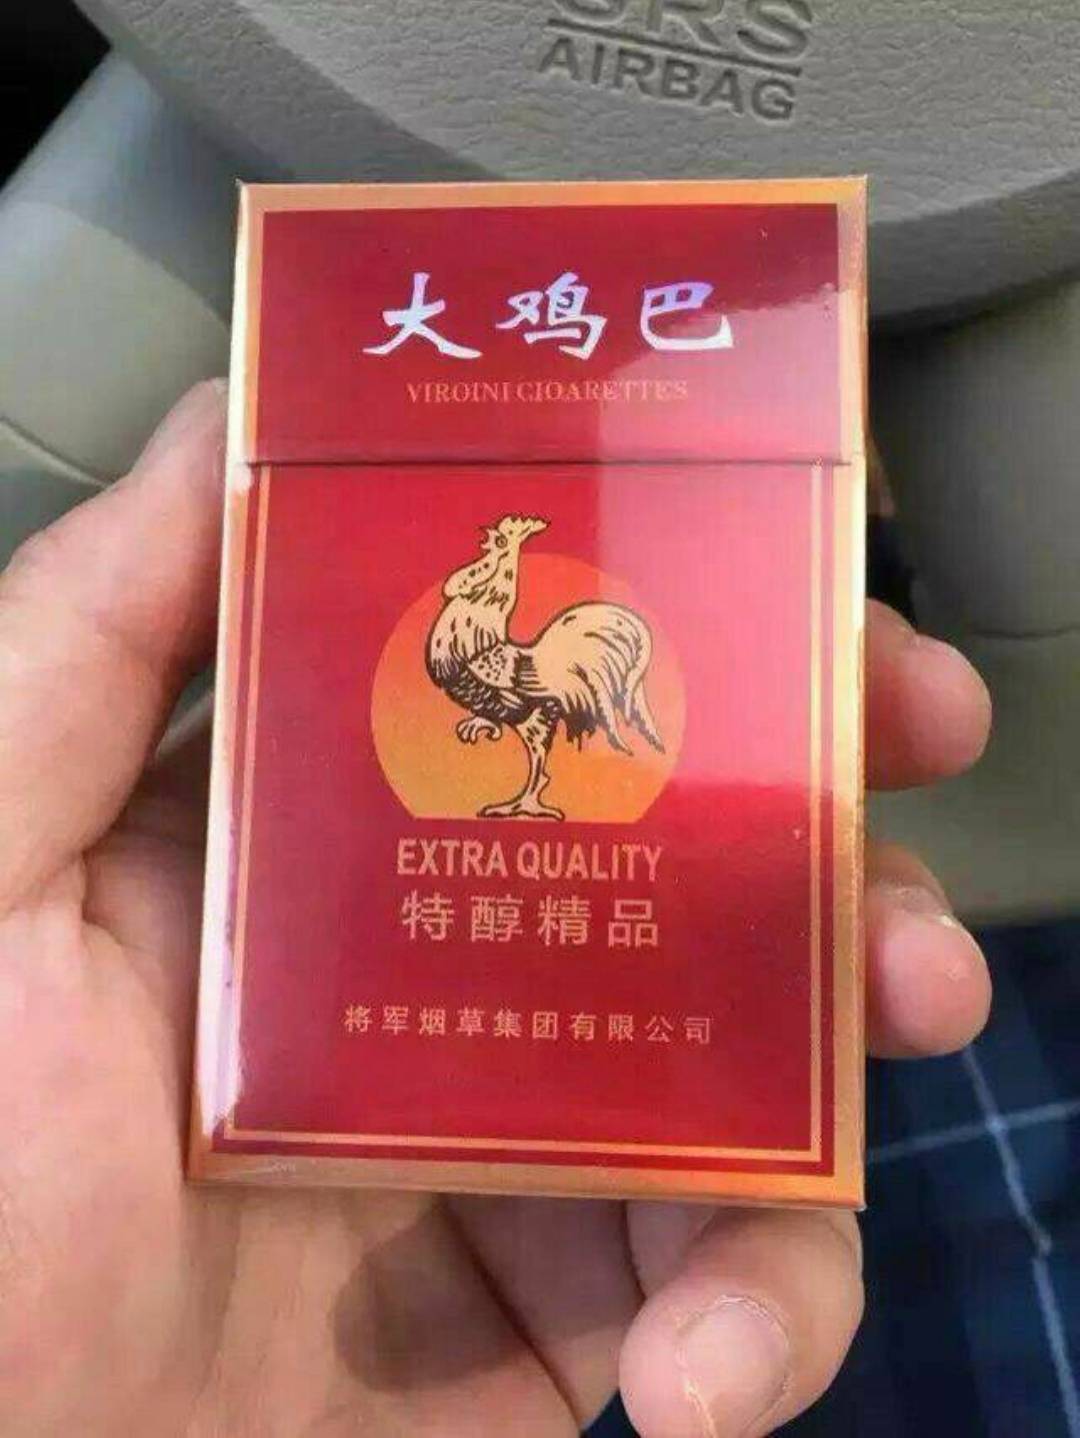 SRS
AIRBAG
大鸡巴
VIROINI CIOARETTES
EXTRA QUALITY
特醇精品
将军烟草集团有限公司